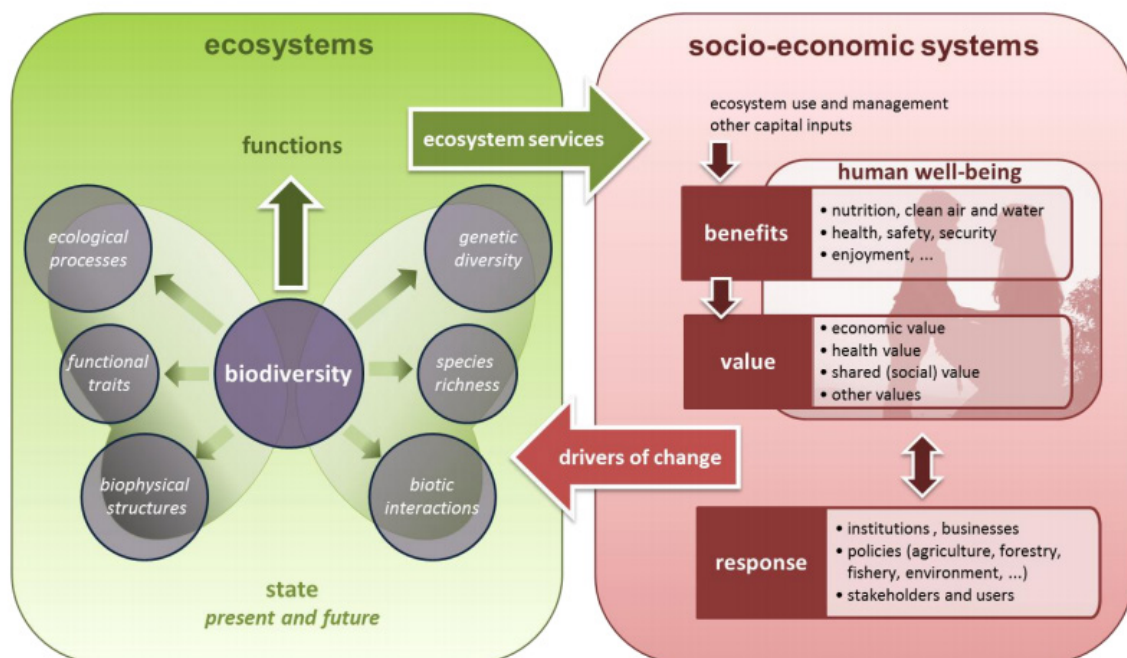 ecosystems
functions
ecological
processes
genetic
diversity
functional
traits
biodiversity
species
richness
biophysical
structures
biotic
interactions
state
present and future
ecosystem services
drivers of change
socio-economic systems
ecosystem use and management
other capital inputs
human well-being
benefits
• nutrition, clean air and water
• health, safety, security
• enjoyment, ...
value
• economic value
• health value
• shared (social) value
• other values
response
• institutions , businesses
• policies (agriculture, forestry,
fishery, environment, ...)
• stakeholders and users